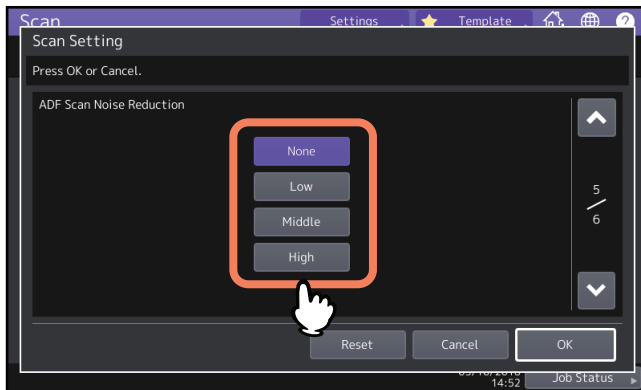 Scan
Settings
Template
Scan Setting
Press OK or Cancel.
ADF Scan Noise Reduction
None
Low
Middle
High
5
6
Reset
Cancel
OK
14:52
Job Status